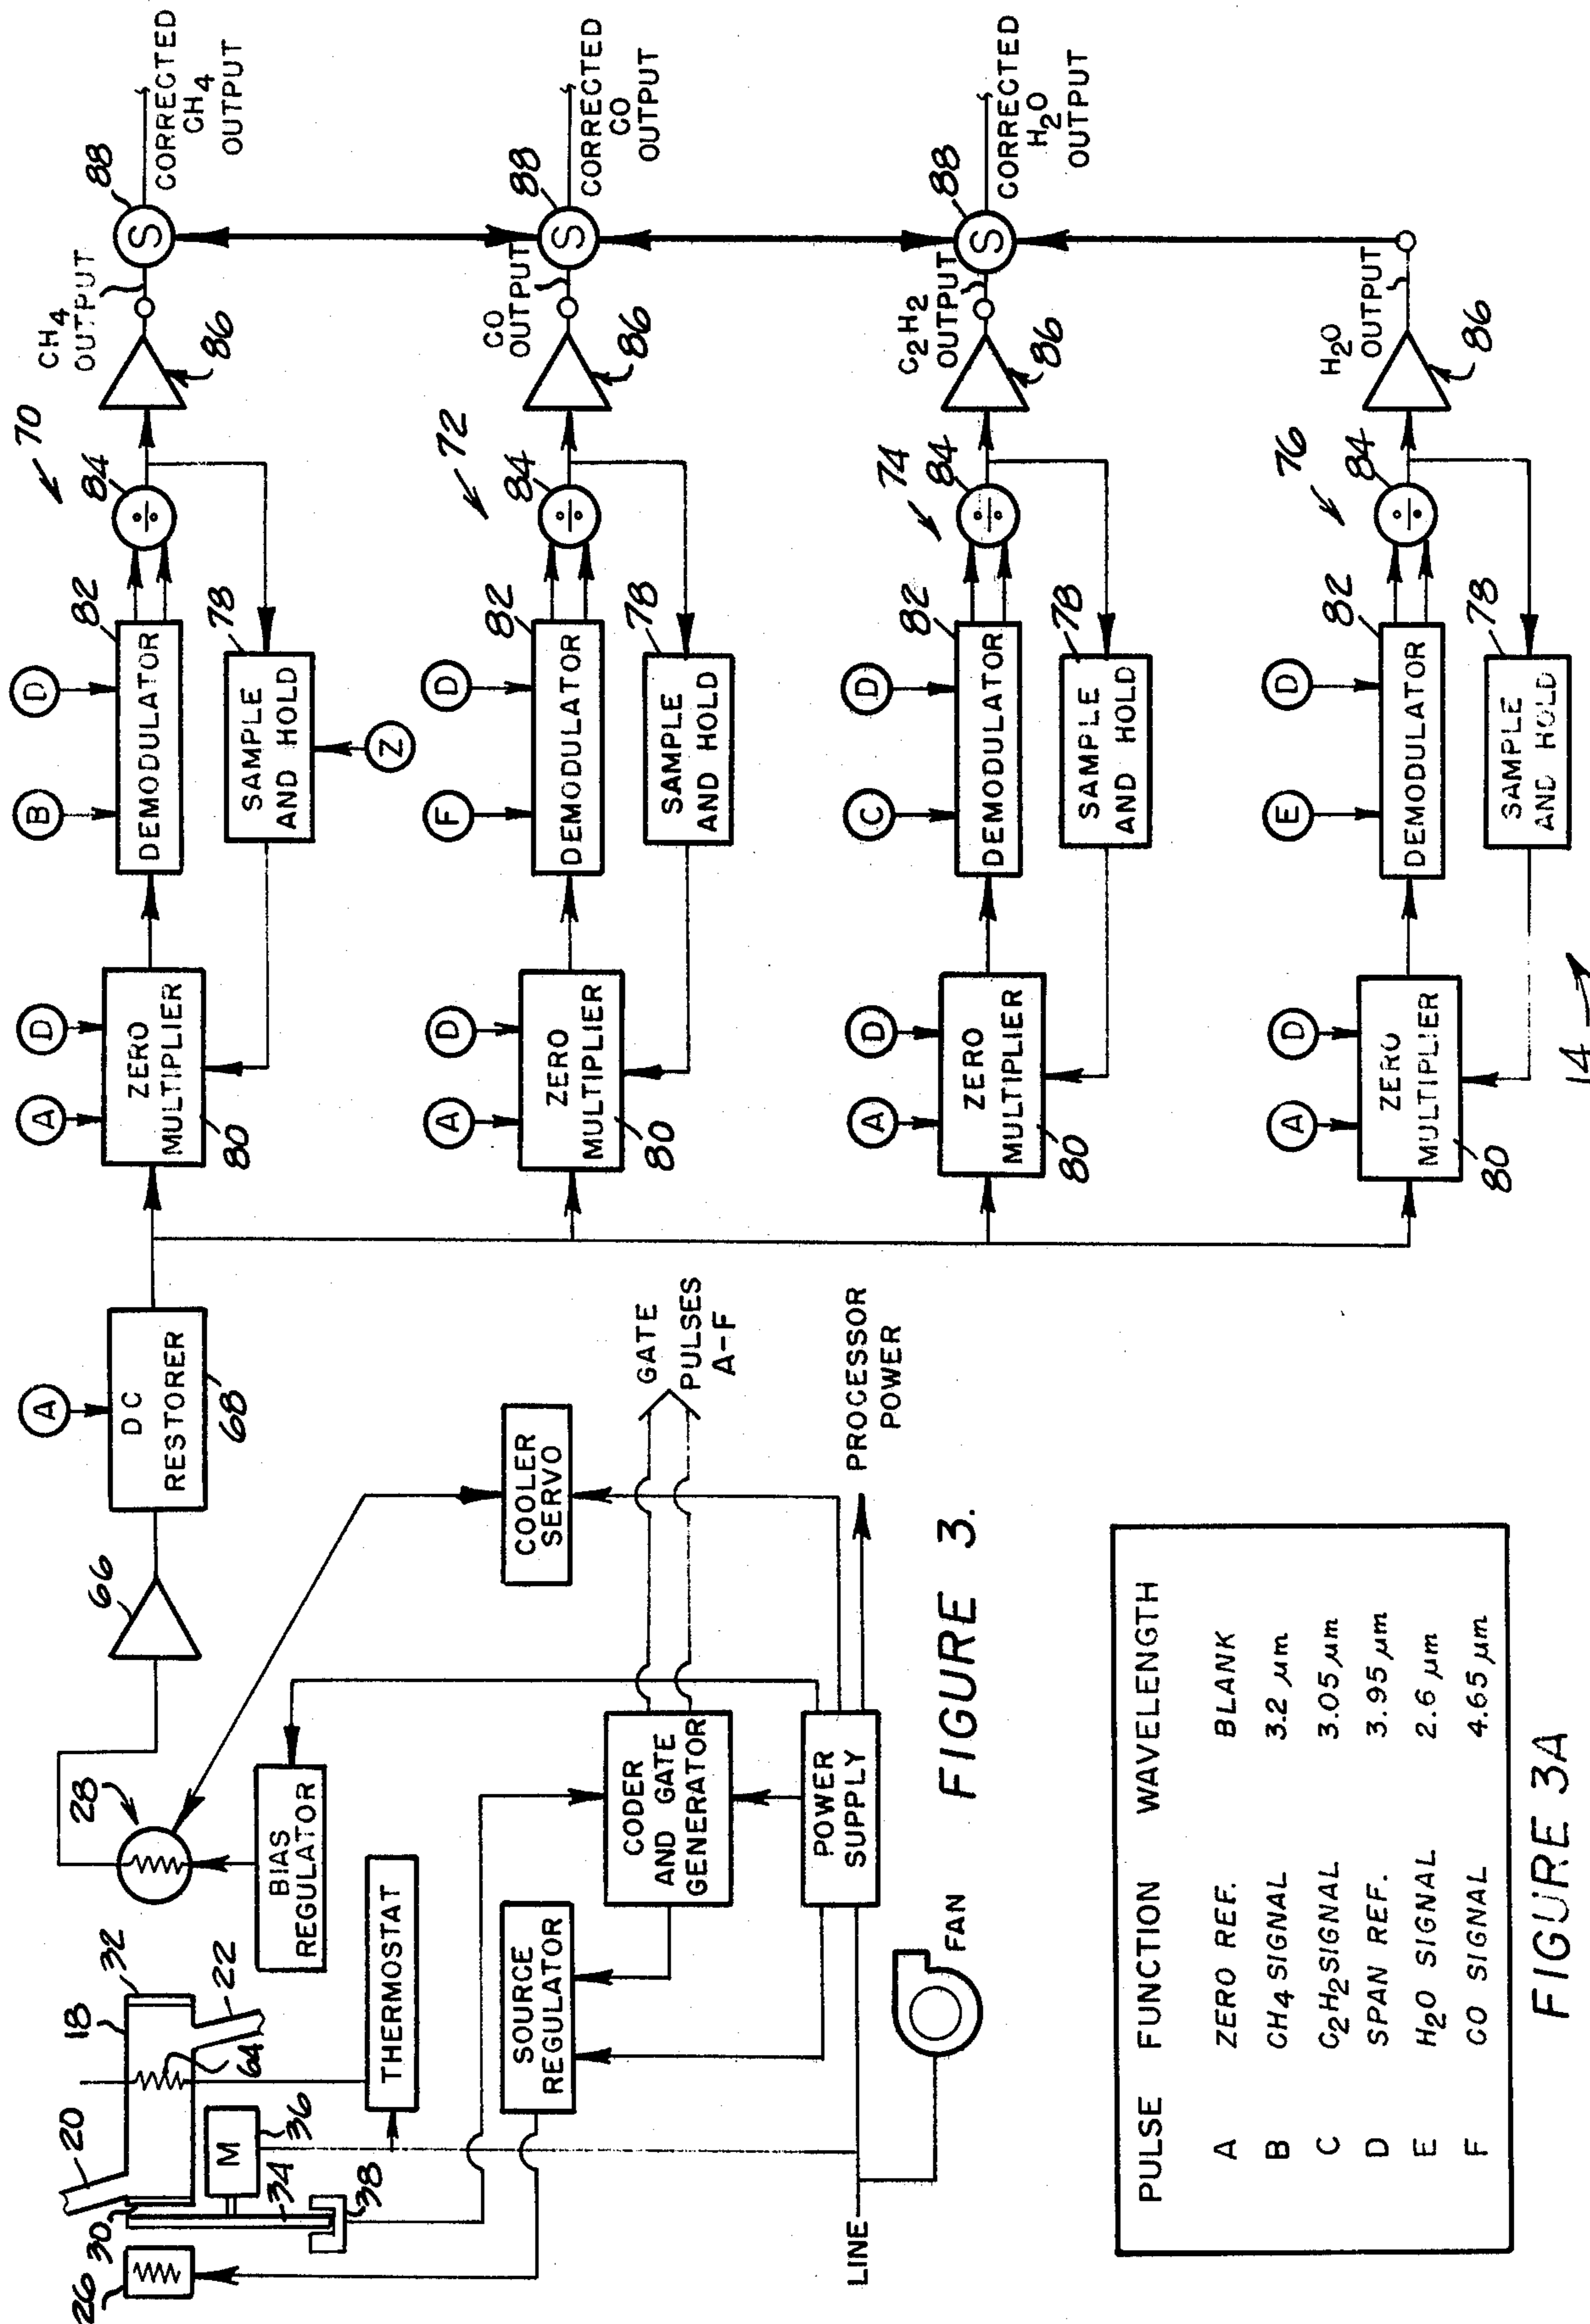 26
30
20
18
32
64
22
M
36
34
38
28
66
A
DC
RESTORER
68
BIAS
REGULATOR
THERMOSTAT
SOURCE
REGULATOR
CODER
AND GATE
GENERATOR
COOLER
SERVO
GATE
PULSES
A-F
POWER
SUPPLY
PROCESSOR
POWER
LINE
FAN
A
D
ZERO
MULTIPLIER
80
B
D
DEMODULATOR
82
SAMPLE
AND HOLD
78
Z
÷
84
70
86
CH4
OUTPUT
S
88
CORRECTED
CH4
OUTPUT
A
D
ZERO
MULTIPLIER
80
F
D
DEMODULATOR
82
SAMPLE
AND HOLD
78
÷
84
72
86
CO
OUTPUT
S
88
CORRECTED
CO
OUTPUT
A
D
ZERO
MULTIPLIER
80
C
D
DEMODULATOR
82
SAMPLE
AND HOLD
78
÷
84
74
86
C2H2
OUTPUT
S
88
CORRECTED
H2O
OUTPUT
A
D
ZERO
MULTIPLIER
80
E
D
DEMODULATOR
82
SAMPLE
AND HOLD
78
÷
84
76
86
H2O
OUTPUT
14
FIGURE 3.
PULSE FUNCTION WAVELENGTH
A ZERO REF. BLANK
B CH4 SIGNAL 3.2 μm
C C2H2 SIGNAL 3.05 μm
D SPAN REF. 3.95 μm
E H2O SIGNAL 2.6 μm
F CO SIGNAL 4.65 μm
FIGURE 3A